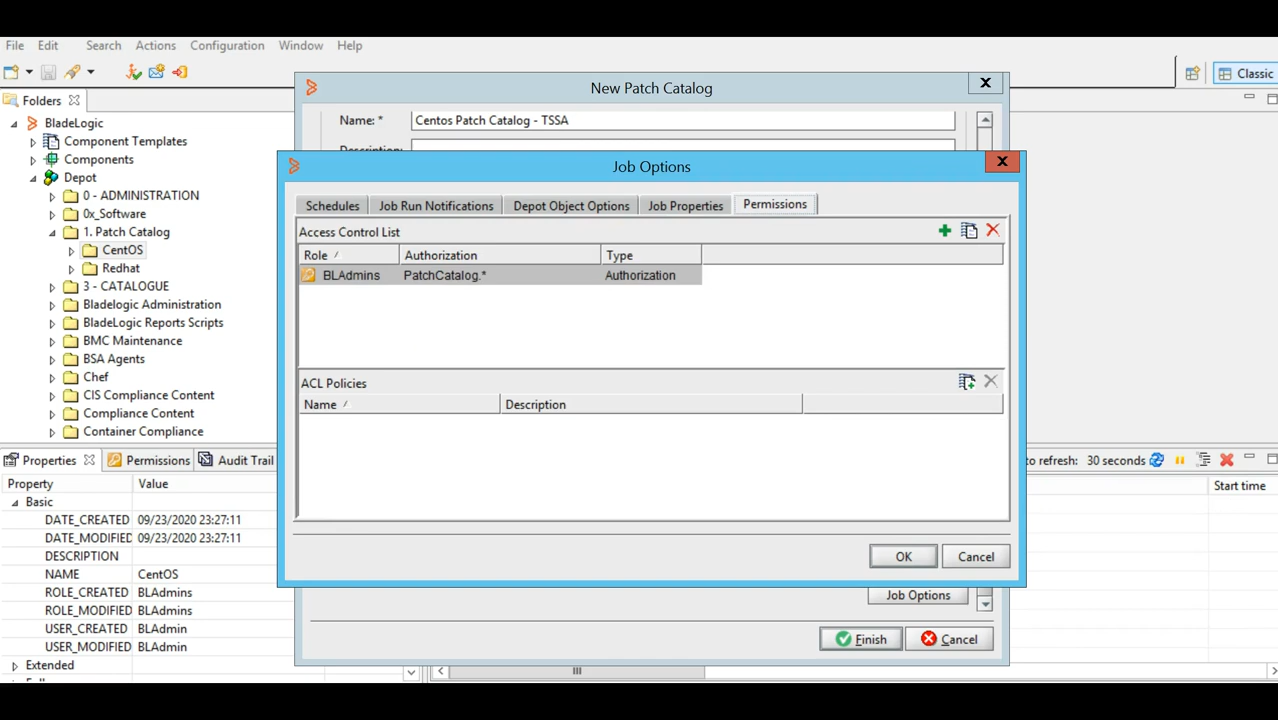 File Edit Search Actions Configuration Window Help
Classic
New Patch Catalog
Folders
Name: * Centos Patch Catalog - TSSA
BladeLogic
Component Templates
Description:
Components
Job Options
Depot
0 - ADMINISTRATION
Schedules Job Run Notifications Depot Object Options Job Properties Permissions
0x_Software
1. Patch Catalog
Access Control List
CentOS
Role Authorization Type
Redhat
BLAdmins PatchCatalog.* Authorization
3 - CATALOGUE
Bladelogic Administration
BladeLogic Reports Scripts
BMC Maintenance
BSA Agents
Chef
ACL Policies
CIS Compliance Content
Name Description
Compliance Content
Container Compliance
Properties Permissions Audit Trail
to refresh: 30 seconds
Property Value
Start time
Basic
DATE_CREATED 09/23/2020 23:27:11
DATE_MODIFIED 09/23/2020 23:27:11
DESCRIPTION
OK Cancel
NAME CentOS
ROLE_CREATED BLAdmins
Job Options
ROLE_MODIFIED BLAdmins
USER_CREATED BLAdmin
USER_MODIFIED BLAdmin
Finish Cancel
Extended